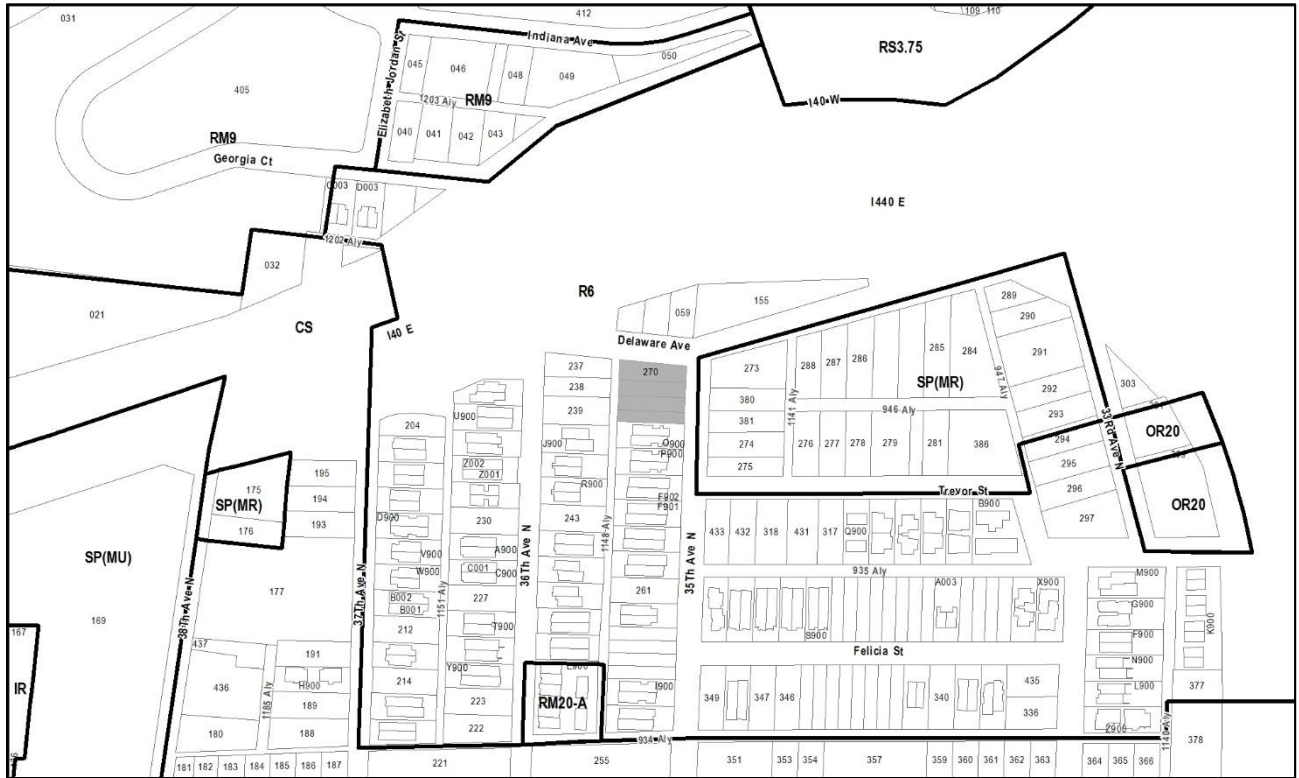 031
412
109 110
Indiana Ave
RS3.75
Elizabeth Jordan St
045
046
048
049
050
405
1203 Aly
RM9
I40 W
RM9
040
041
042
043
Georgia Ct
D003
I440 E
1202 Aly
032
R6
021
CS
I40 E
059
155
Delaware Ave
289
290
237
270
273
288
287
286
285
284
291
303
238
SP(MR)
947 Aly
239
380
1141 Aly
946 Aly
292
U900
204
381
293
33Rd Ave N
OR20
J900
O900
P900
274
276
277
278
279
281
386
294
Z002
Z001
195
175
275
295
SP(MR)
194
R900
F902
F901
Trevor St
296
OR20
176
193
D900
230
36Th Ave N
243
1148 Aly
35Th Ave N
433
432
318
431
317
Q900
B900
297
SP(MU)
V900
A900
W900
C001
C900
935 Aly
38Th Ave N
177
37Th Ave N
B002
B001
1151 Aly
227
261
A003
X900
M900
169
G900
K900
167
212
T900
S900
F900
437
191
Felicia St
IR
436
H900
214
Y900
E900
I900
N900
1185 Aly
189
223
RM20-A
349
347
346
340
435
L900
377
180
188
222
336
Z900
1140 Aly
378
934 Aly
181 182 183 184 185 186 187
221
255
351
353
354
357
359
360
361
362
363
364
365
366